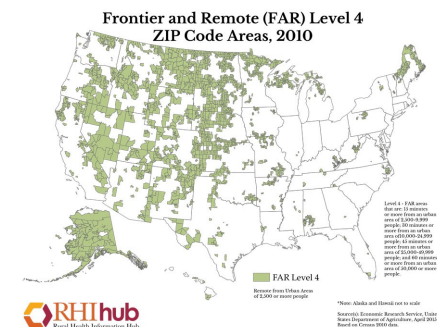 Frontier and Remote (FAR) Level 4
ZIP Code Areas, 2010
Level 4 - FAR areas
that are: 15 minutes
or more from an urban
area of 2,500-9,999
people; 30 minutes or
more from an urban
area of 10,000-24,999
people; 45 minutes or
more from an urban
area of 25,000-49,999
people; and 60 minutes
or more from an urban
area of 50,000 or more
people.
FAR Level 4
Remote from Urban Areas
of 2,500 or more people
*Note: Alaska and Hawaii not to scale
Source(s): Economic Research Service, Unite
States Department of Agriculture, April 2015
Based on Census 2010 data.
RHIhub
Rural Health Information Hub